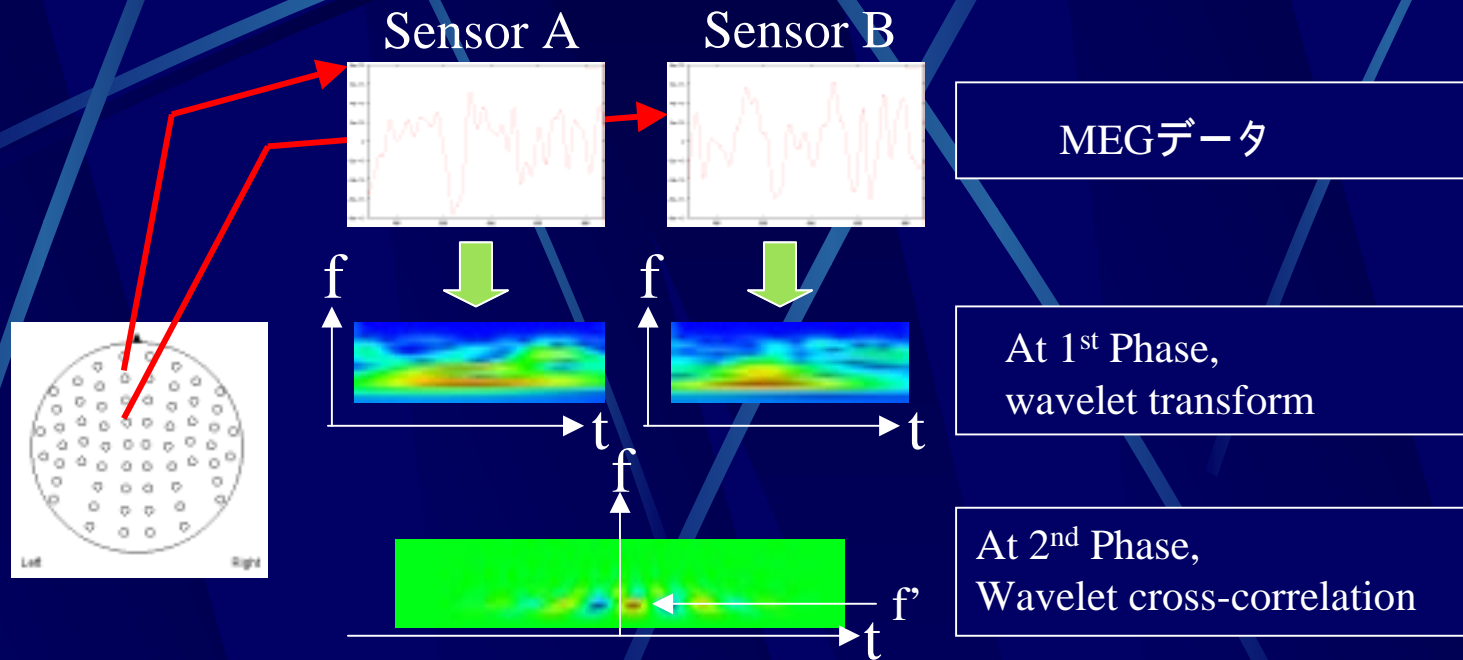 Sensor A
Sensor B
MEGデータ
f
f
At 1st Phase,
wavelet transform
t
t
f
At 2nd Phase,
Wavelet cross-correlation
f’
t
Left
Right